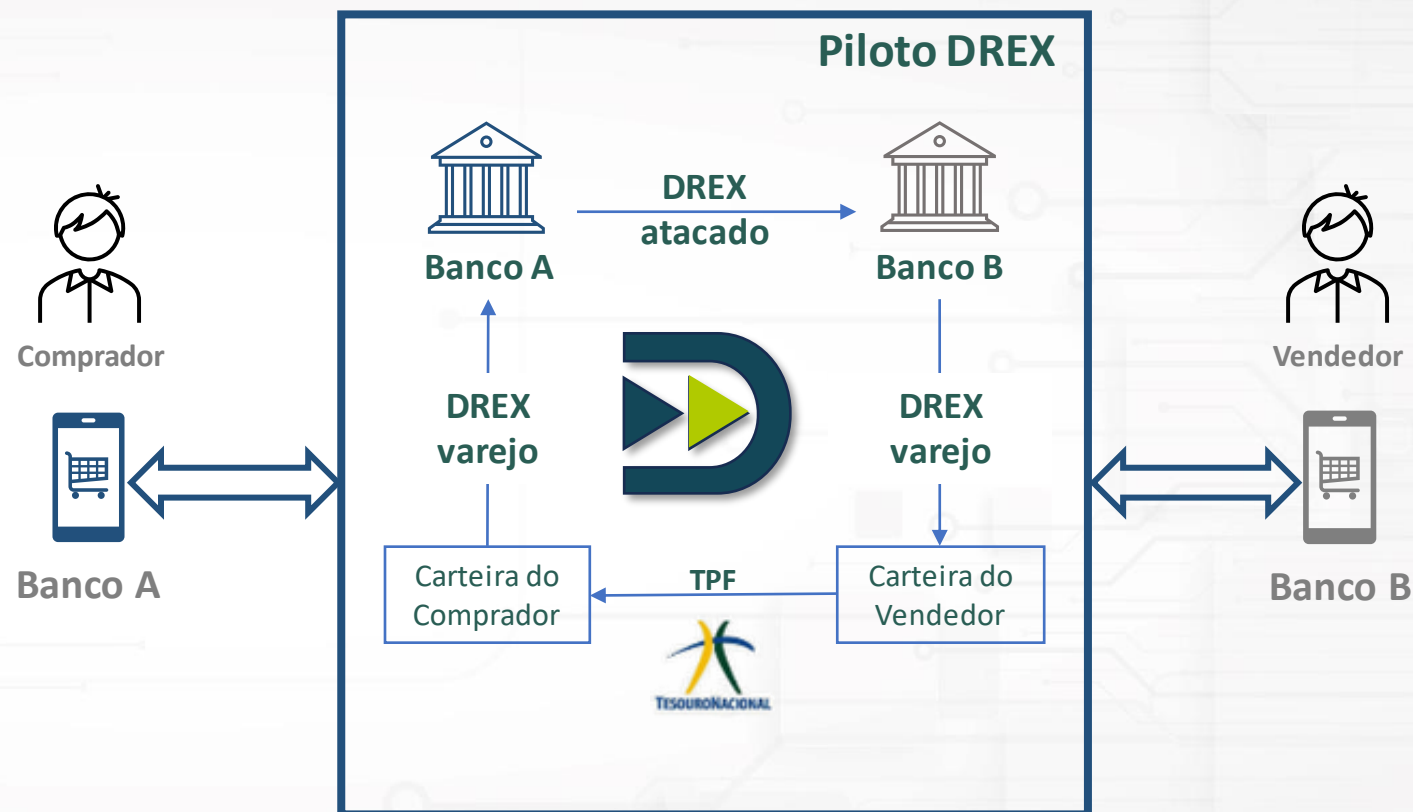 Piloto DREX
DREX
atacado
Banco A
Banco B
Comprador
Vendedor
DREX
varejo
DREX
varejo
Banco A
Banco B
Carteira do
Comprador
TPF
Carteira do
Vendedor
TESOURONACIONAL